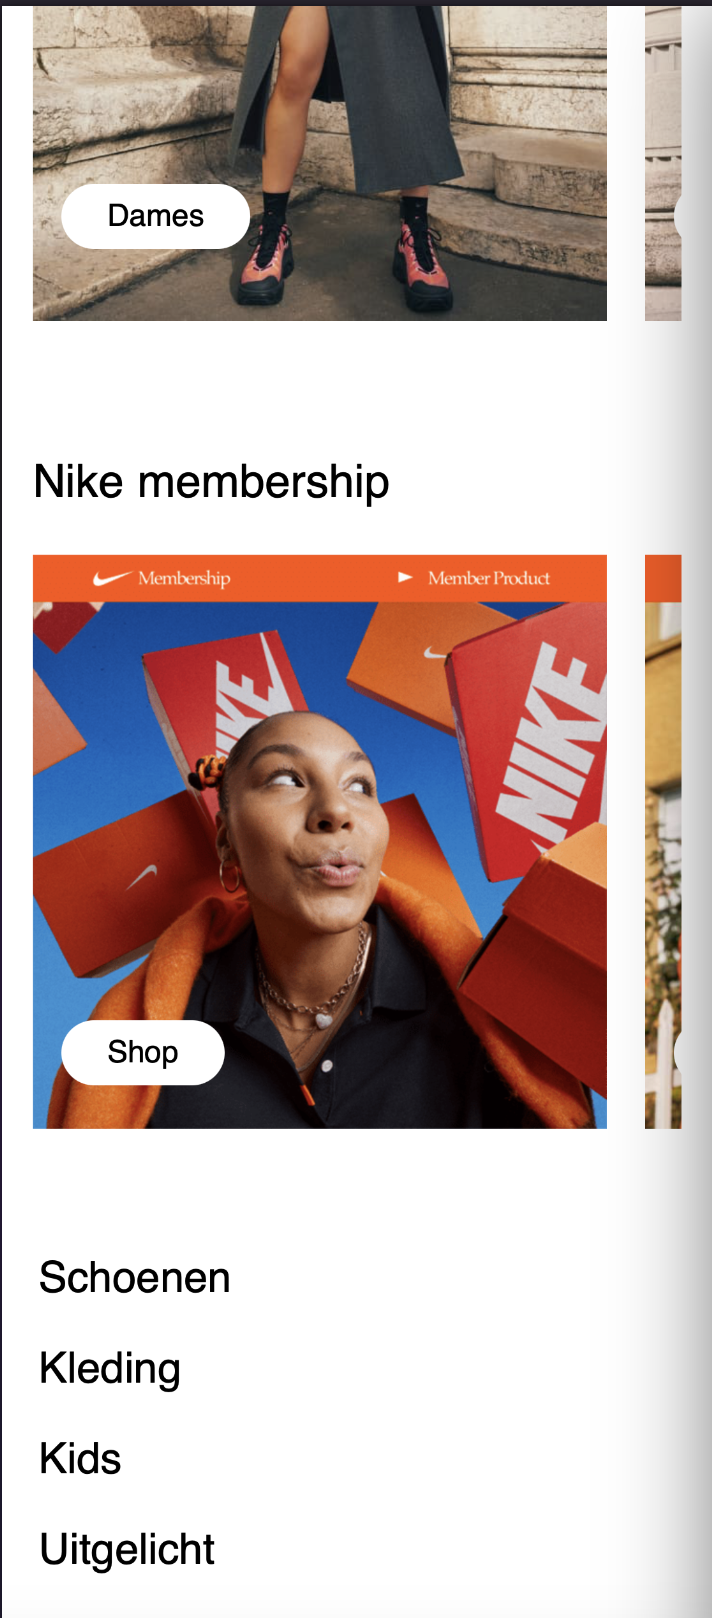 Dames
Nike membership
Membership
Member Product
NIKE
NIKE
Shop
Schoenen
Kleding
Kids
Uitgelicht